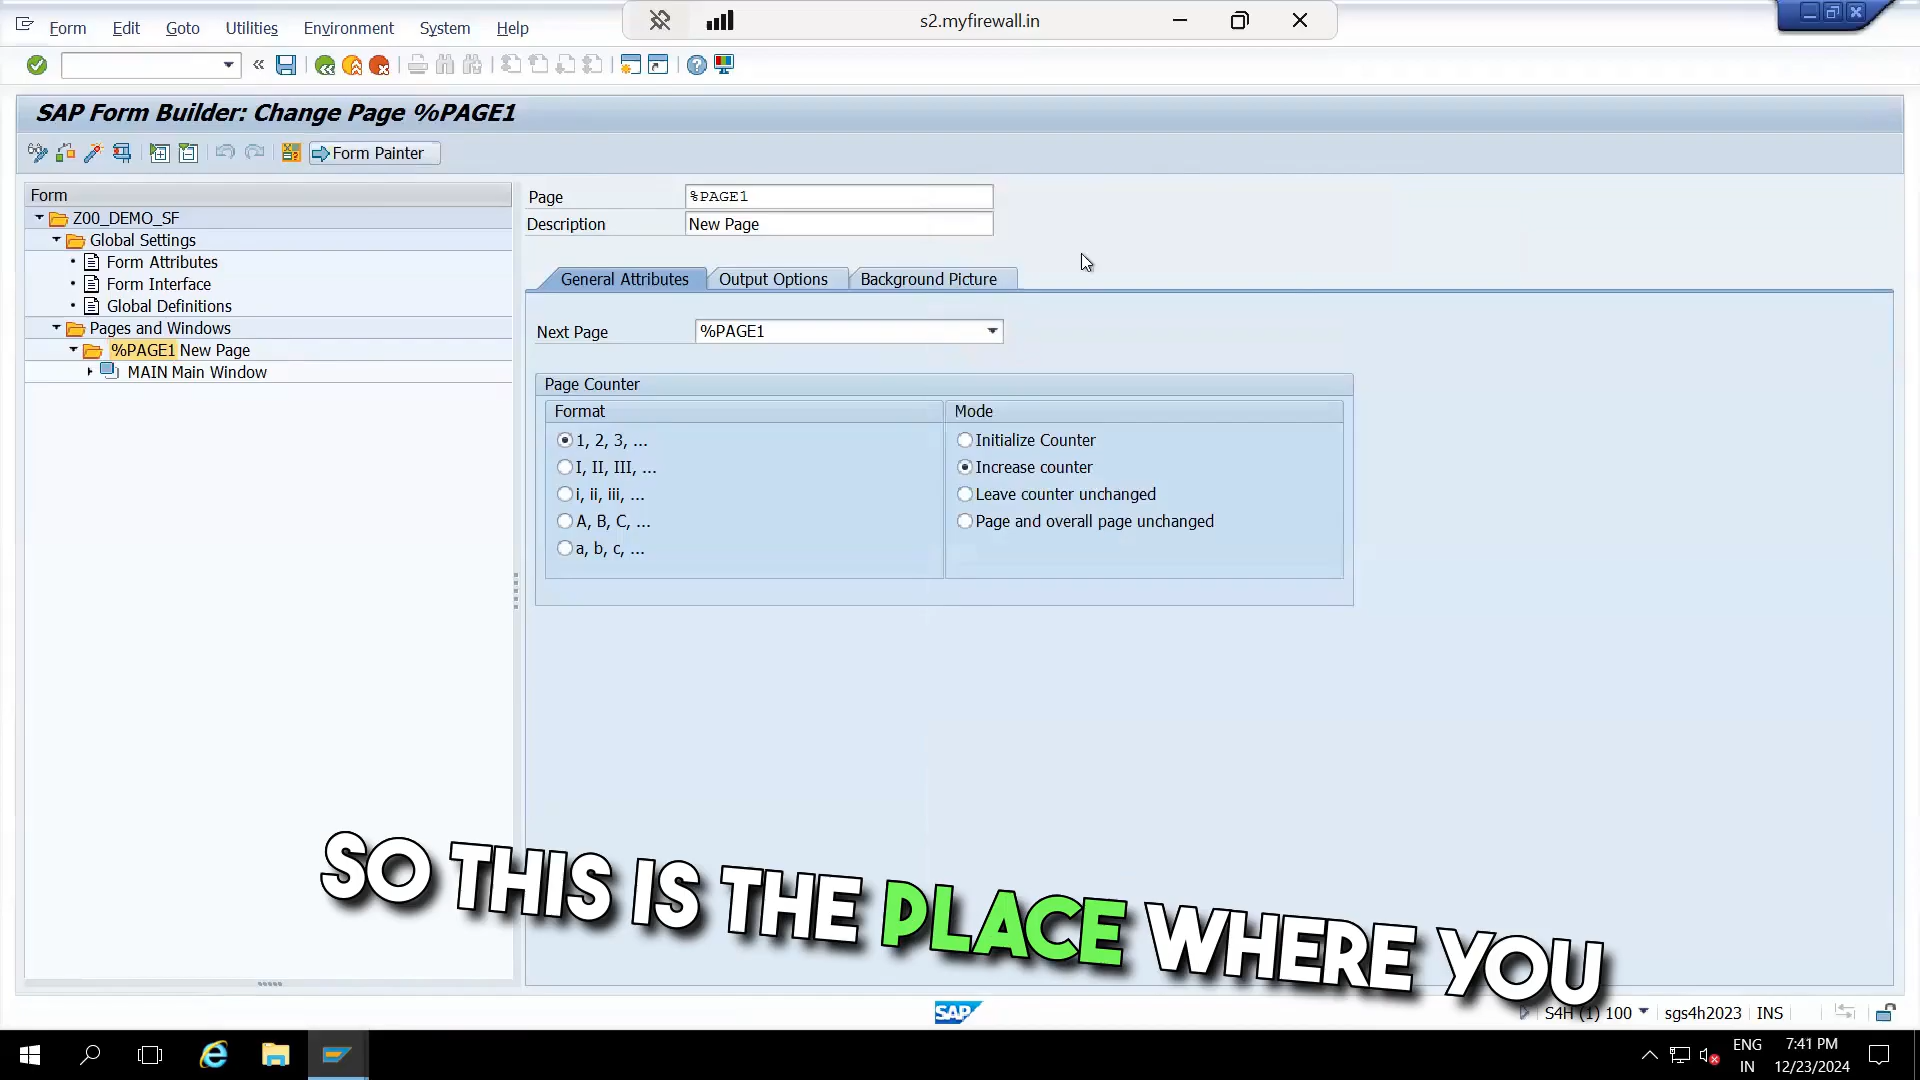 Form Edit Goto Utilities Environment System Help
s2.myfirewall.in
SAP Form Builder: Change Page %PAGE1
Form Painter
Form
Z00_DEMO_SF
Global Settings
Form Attributes
Form Interface
Global Definitions
Pages and Windows
%PAGE1 New Page
MAIN Main Window
Page %PAGE1
Description New Page
General Attributes Output Options Background Picture
Next Page %PAGE1
Page Counter
Format
1, 2, 3, ...
I, II, III, ...
i, ii, iii, ...
A, B, C, ...
a, b, c, ...
Mode
Initialize Counter
Increase counter
Leave counter unchanged
Page and overall page unchanged
SO THIS IS THE PLACE WHERE YOU
SAP
S4H (1) 100 sgs4h2023 INS
ENG
IN
7:41 PM
12/23/2024